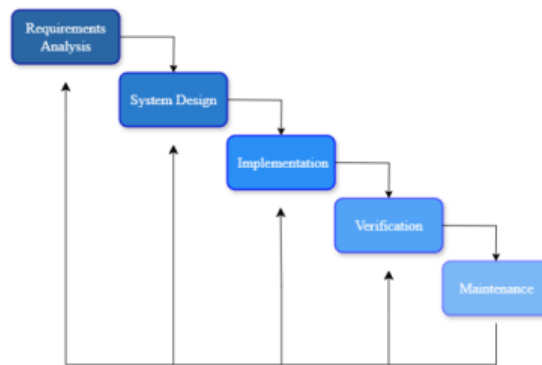 Requirements
Analysis
System Design
Implementation
Verification
Maintenance